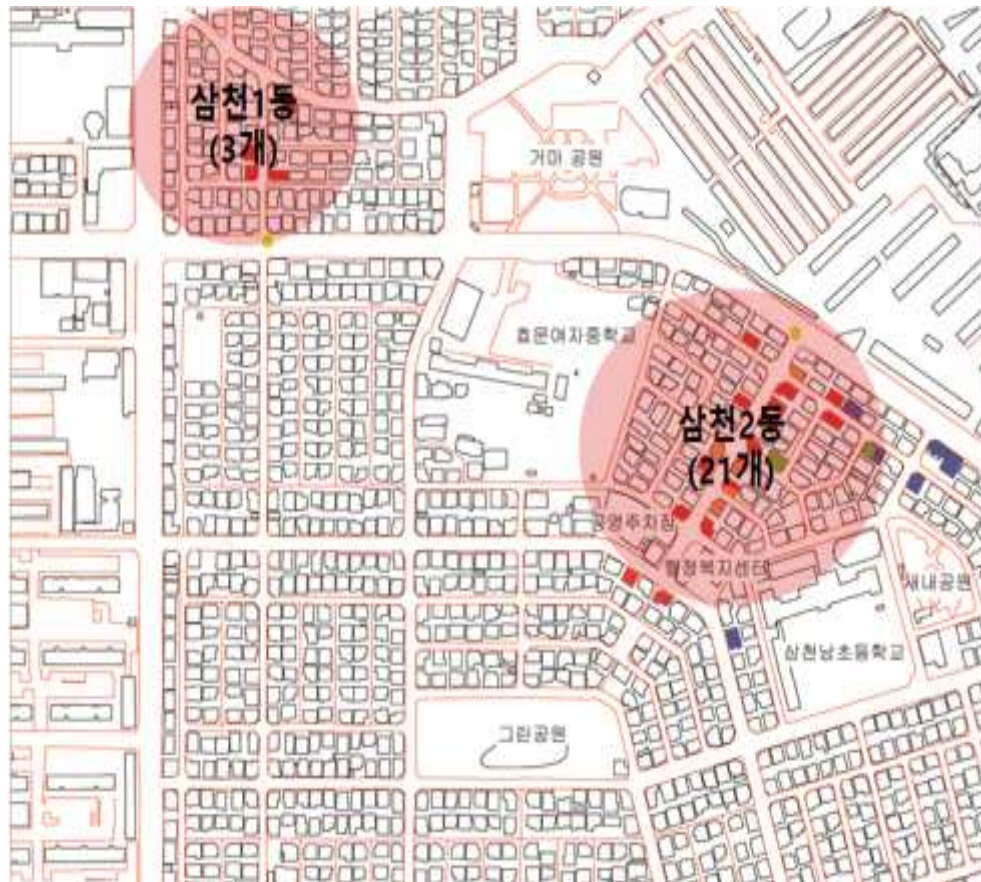 삼천1동
(3개)
거마 공원
효문여자중학교
삼천2동
(21개)
공영주차장
행정복지센터
새내공원
삼천남초등학교
그린공원